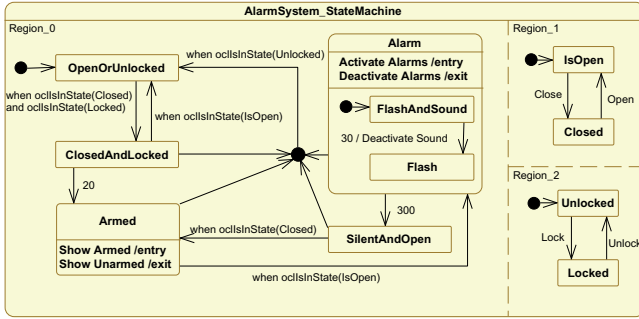 AlarmSystem_StateMachine
Region_0
OpenOrUnlocked
when oclIsInState(Unlocked)
when oclIsInState(Closed)
and oclIsInState(Locked)
when oclIsInState(IsOpen)
ClosedAndLocked
20
Armed
Show Armed /entry
Show Unarmed /exit
Alarm
Activate Alarms /entry
Deactivate Alarms /exit
FlashAndSound
30 / Deactivate Sound
Flash
300
SilentAndOpen
when oclIsInState(Closed)
when oclIsInState(IsOpen)
Region_1
IsOpen
Close
Open
Closed
Region_2
Unlocked
Lock
Unlock
Locked